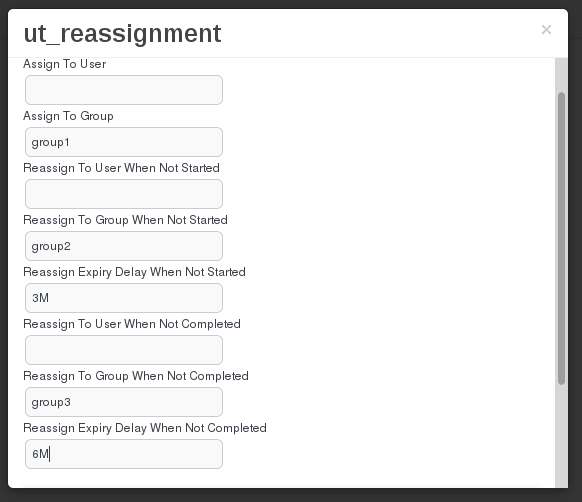 ut_reassignment
×
Assign To User
Assign To Group
group1
Reassign To User When Not Started
Reassign To Group When Not Started
group2
Reassign Expiry Delay When Not Started
3M
Reassign To User When Not Completed
Reassign To Group When Not Completed
group3
Reassign Expiry Delay When Not Completed
6M